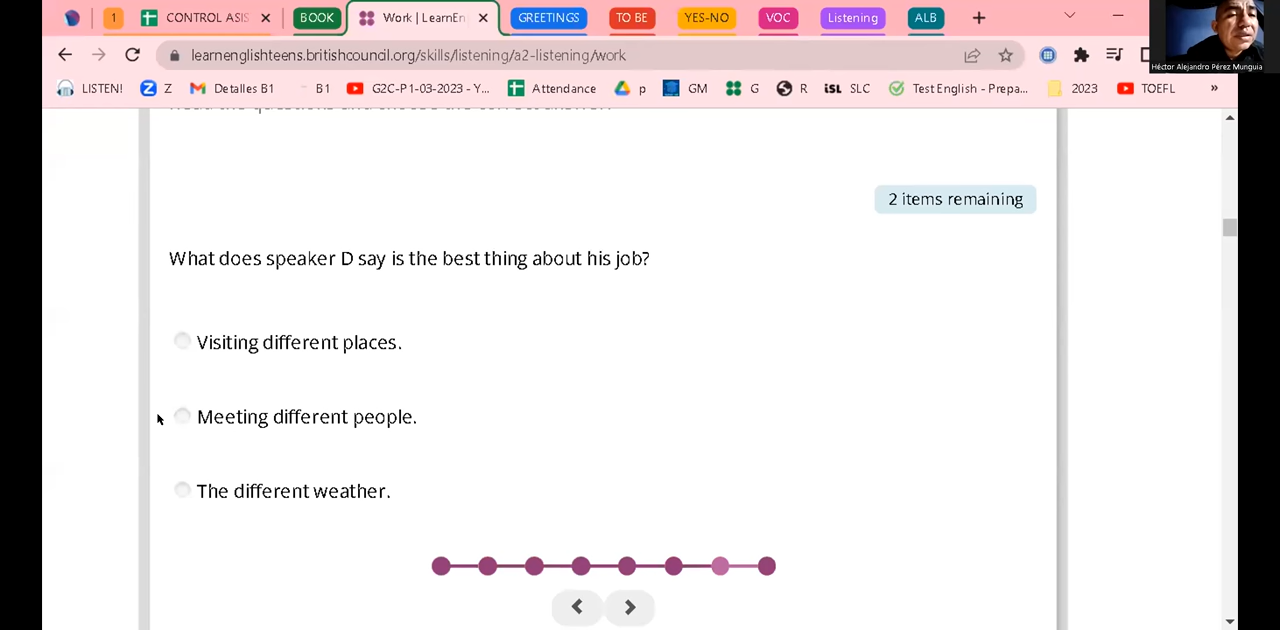 1 CONTROL ASIS BOOK Work | LearnEn GREETINGS TO BE YES-NO VOC Listening ALB
learnenglishteens.britishcouncil.org/skills/listening/a2-listening/work
Héctor Alejandro Pérez Munguia
LISTEN! Z Detalles B1 B1 G2C-P1-03-2023 - Y... Attendance p GM G R iSL SLC Test English - Prepa... 2023 TOEFL »
2 items remaining
What does speaker D say is the best thing about his job?
Visiting different places.
Meeting different people.
The different weather.